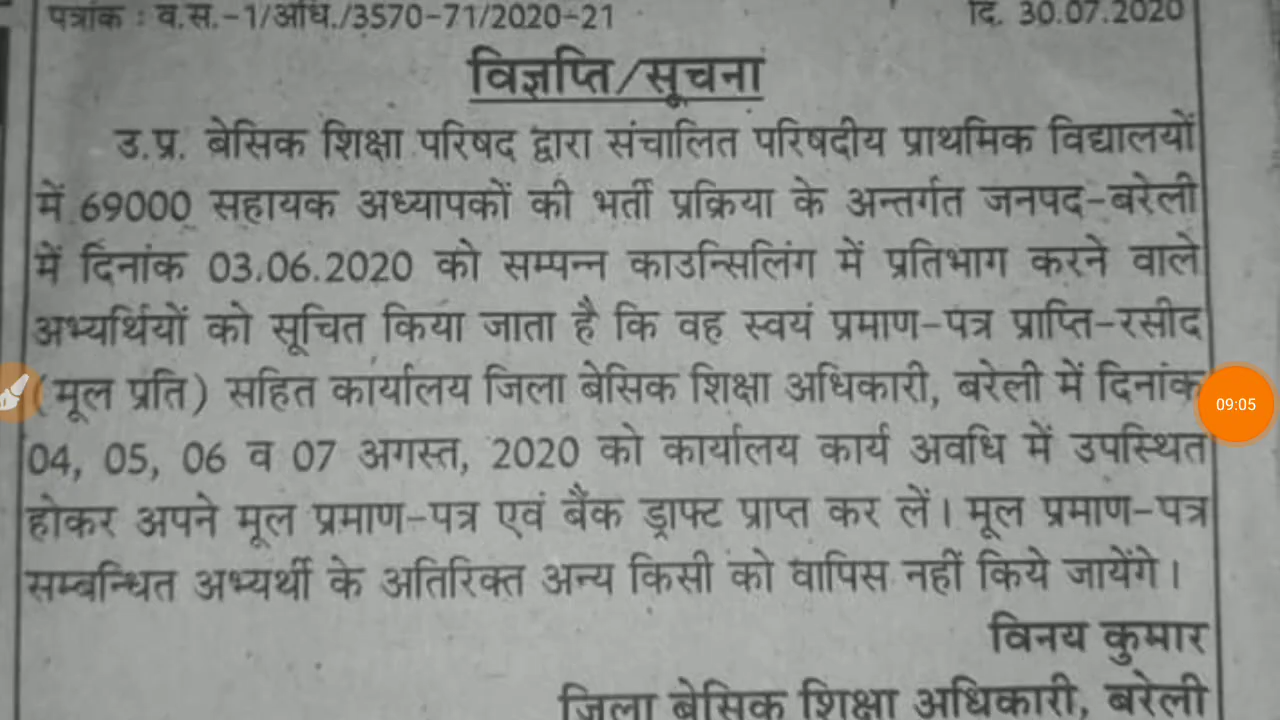 पत्रांक : व.स.-1/अधि./3570-71/2020-21 दि. 30.07.2020
विज्ञप्ति/सूचना
उ.प्र. बेसिक शिक्षा परिषद द्वारा संचालित परिषदीय प्राथमिक विद्यालयों
में 69000 सहायक अध्यापकों की भर्ती प्रक्रिया के अन्तर्गत जनपद-बरेली
में दिनांक 03.06.2020 को सम्पन्न काउन्सिलिंग में प्रतिभाग करने वाले
अभ्यर्थियों को सूचित किया जाता है कि वह स्वयं प्रमाण-पत्र प्राप्ति-रसीद
(मूल प्रति) सहित कार्यालय जिला बेसिक शिक्षा अधिकारी, बरेली में दिनांक
09:05
04, 05, 06 व 07 अगस्त, 2020 को कार्यालय कार्य अवधि में उपस्थित
होकर अपने मूल प्रमाण-पत्र एवं बैंक ड्राफ्ट प्राप्त कर लें। मूल प्रमाण-पत्र
सम्बन्धित अभ्यर्थी के अतिरिक्त अन्य किसी को वापिस नहीं किये जायेंगे।
विनय कुमार
जिला बेसिक शिक्षा अधिकारी, बरेली